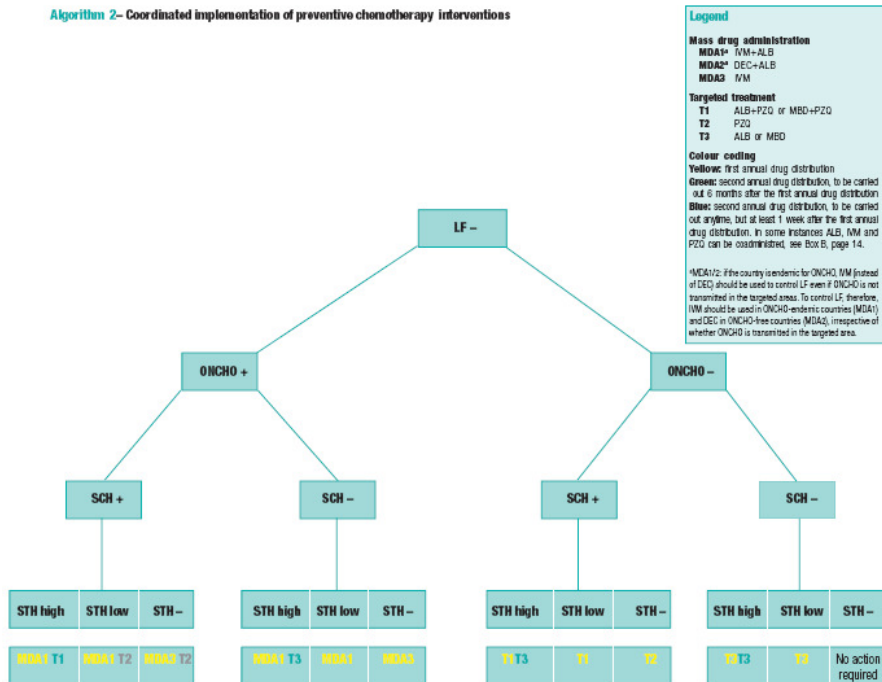 Algorithm 2– Coordinated implementation of preventive chemotherapy interventions
Legend
Mass drug administration
MDA1ᵃ IVM+ALB
MDA2ᵃ DEC+ALB
MDA3 IVM
Targeted treatment
T1 ALB+PZQ or MBD+PZQ
T2 PZQ
T3 ALB or MBD
Colour coding
Yellow: first annual drug distribution
Green: second annual drug distribution, to be carried
out 6 months after the first annual drug distribution
Blue: second annual drug distribution, to be carried
out anytime, but at least 1 week after the first annual
drug distribution. In some instances ALB, IVM and
PZQ can be coadministred, see Box B, page 14.
ᵃMDA1/2: if the country is endemic for ONCHO, IVM (instead
of DEC) should be used to control LF even if ONCHO is not
transmitted in the targeted areas. To control LF, therefore,
IVM should be used in ONCHO-endemic countries (MDA1)
and DEC in ONCHO-free countries (MDA2), irrespective of
whether ONCHO is transmitted in the targeted area.
LF –
ONCHO + ONCHO –
SCH + SCH – SCH + SCH –
STH high STH low STH – STH high STH low STH – STH high STH low STH – STH high STH low STH –
MDA1 T1 MDA1 T2 MDA3 T2 MDA1 T3 MDA1 MDA3 T1T3 T1 T2 T3T3 T3 No action
required